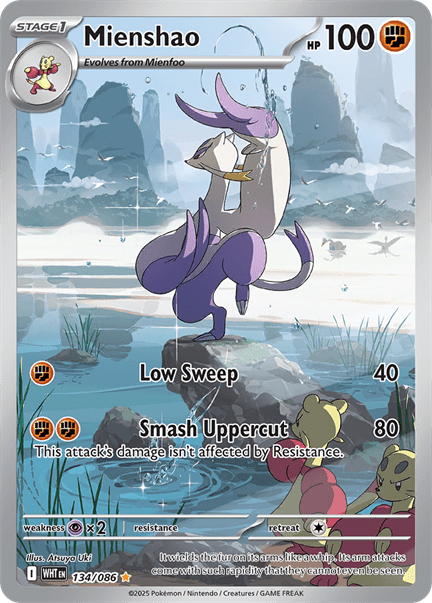 STAGE1
Mienshao
HP 100
Evolves from Mienfoo
Low Sweep 40
Smash Uppercut 80
This attack's damage isn't affected by Resistance.
weakness ×2 resistance retreat
Illus. Atsuya Uki
I WHT EN 134/086
It wields the fur on its arms like a whip. Its arm attacks
come with such rapidity that they cannot even be seen.
©2025 Pokémon / Nintendo / Creatures / GAME FREAK